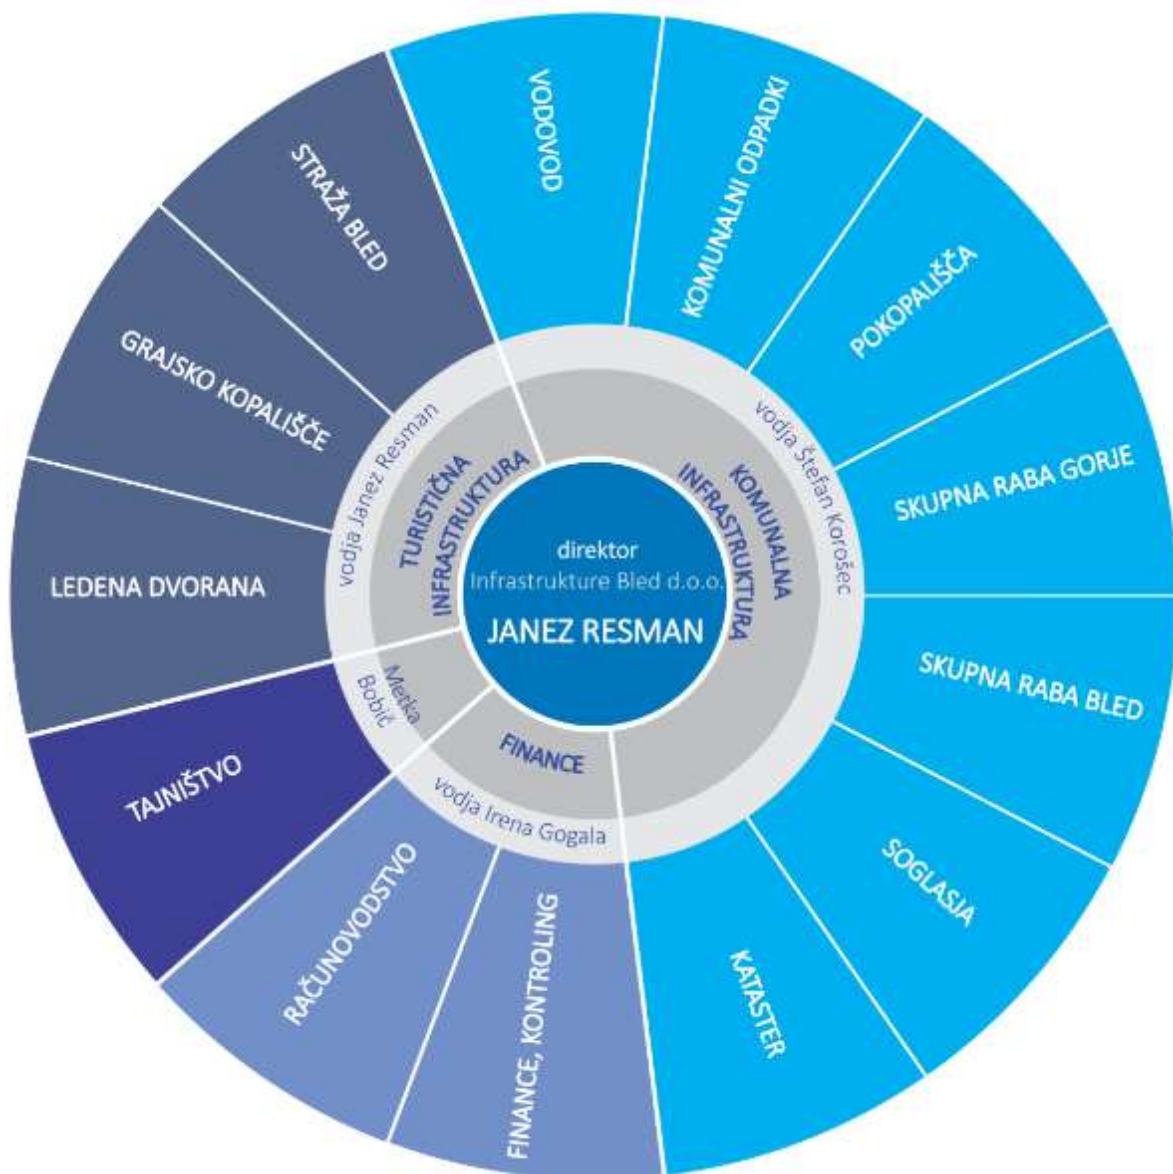 direktor
Infrastrukture Bled d.o.o.
JANEZ RESMAN
KOMUNALNA
INFRASTRUKTURA
vodja Štefan Korošec
VODOVOD
KOMUNALNI ODPADKI
POKOPALIŠČA
SKUPNA RABA GORJE
SKUPNA RABA BLED
SOGLASJA
KATASTER
FINANCE
vodja Irena Gogala
FINANCE, KONTROLING
RAČUNOVODSTVO
Metka
Bobič
TAJNIŠTVO
TURISTIČNA
INFRASTRUKTURA
vodja Janez Resman
LEDENA DVORANA
GRAJSKO KOPALIŠČE
STRAŽA BLED